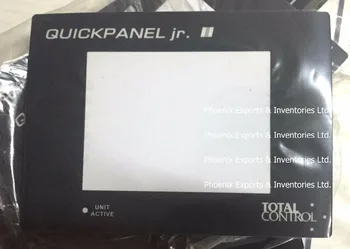 QUICKPANEL jr.
Phoenix Exports & Inventories Ltd.
Phoenix Exports & Inventories Ltd.
Phoenix Exports & Inventories Ltd.
Phoenix Exports & Inventories Ltd.
UNIT
ACTIVE
TOTAL
CONTROL